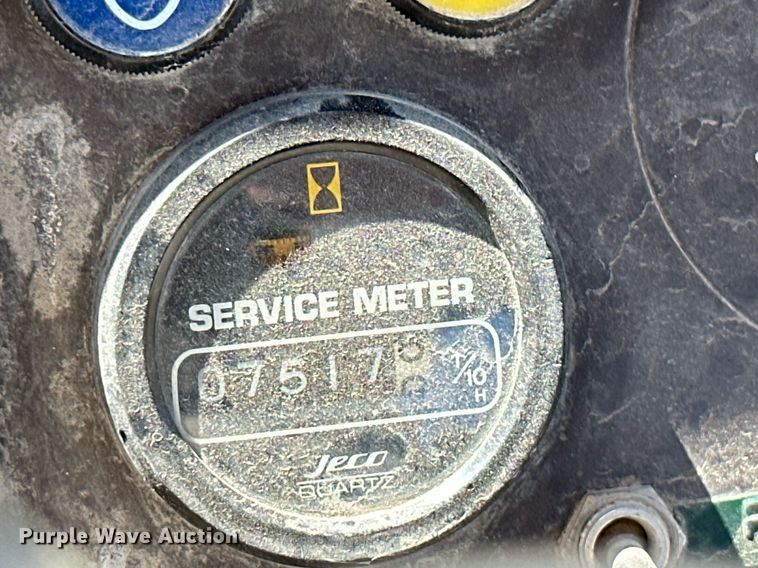 SERVICE METER
07517 1/10
H
Jeco
QUARTZ
Purple Wave Auction